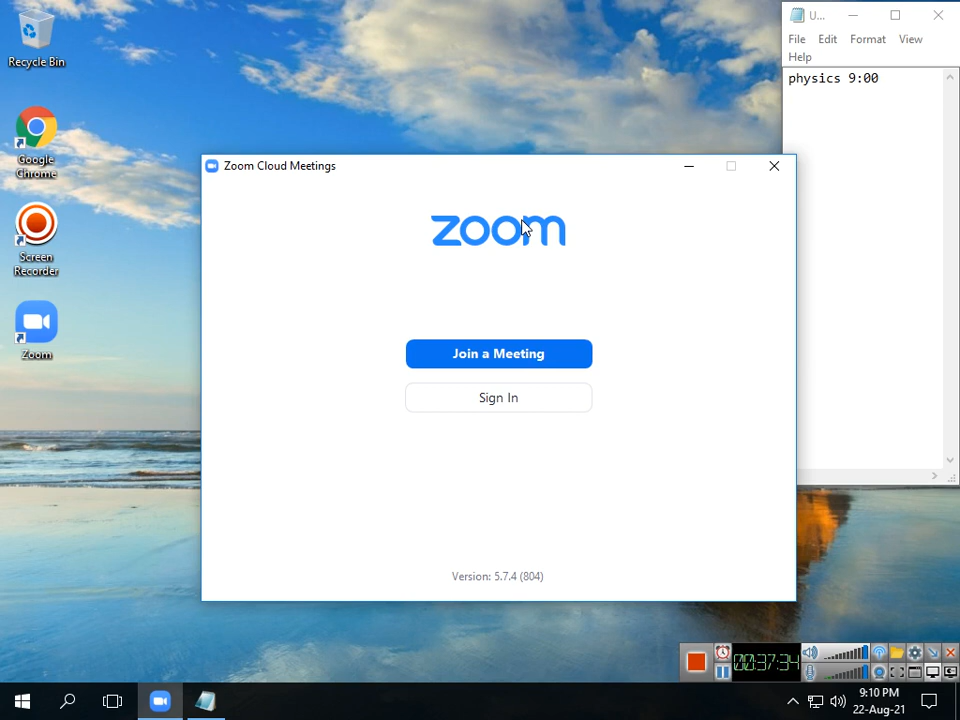 Recycle Bin
Google
Chrome
Screen
Recorder
Zoom
U...
File Edit Format View
Help
physics 9:00
Zoom Cloud Meetings
zoom
Join a Meeting
Sign In
Version: 5.7.4 (804)
00:37:34
9:10 PM
22-Aug-21